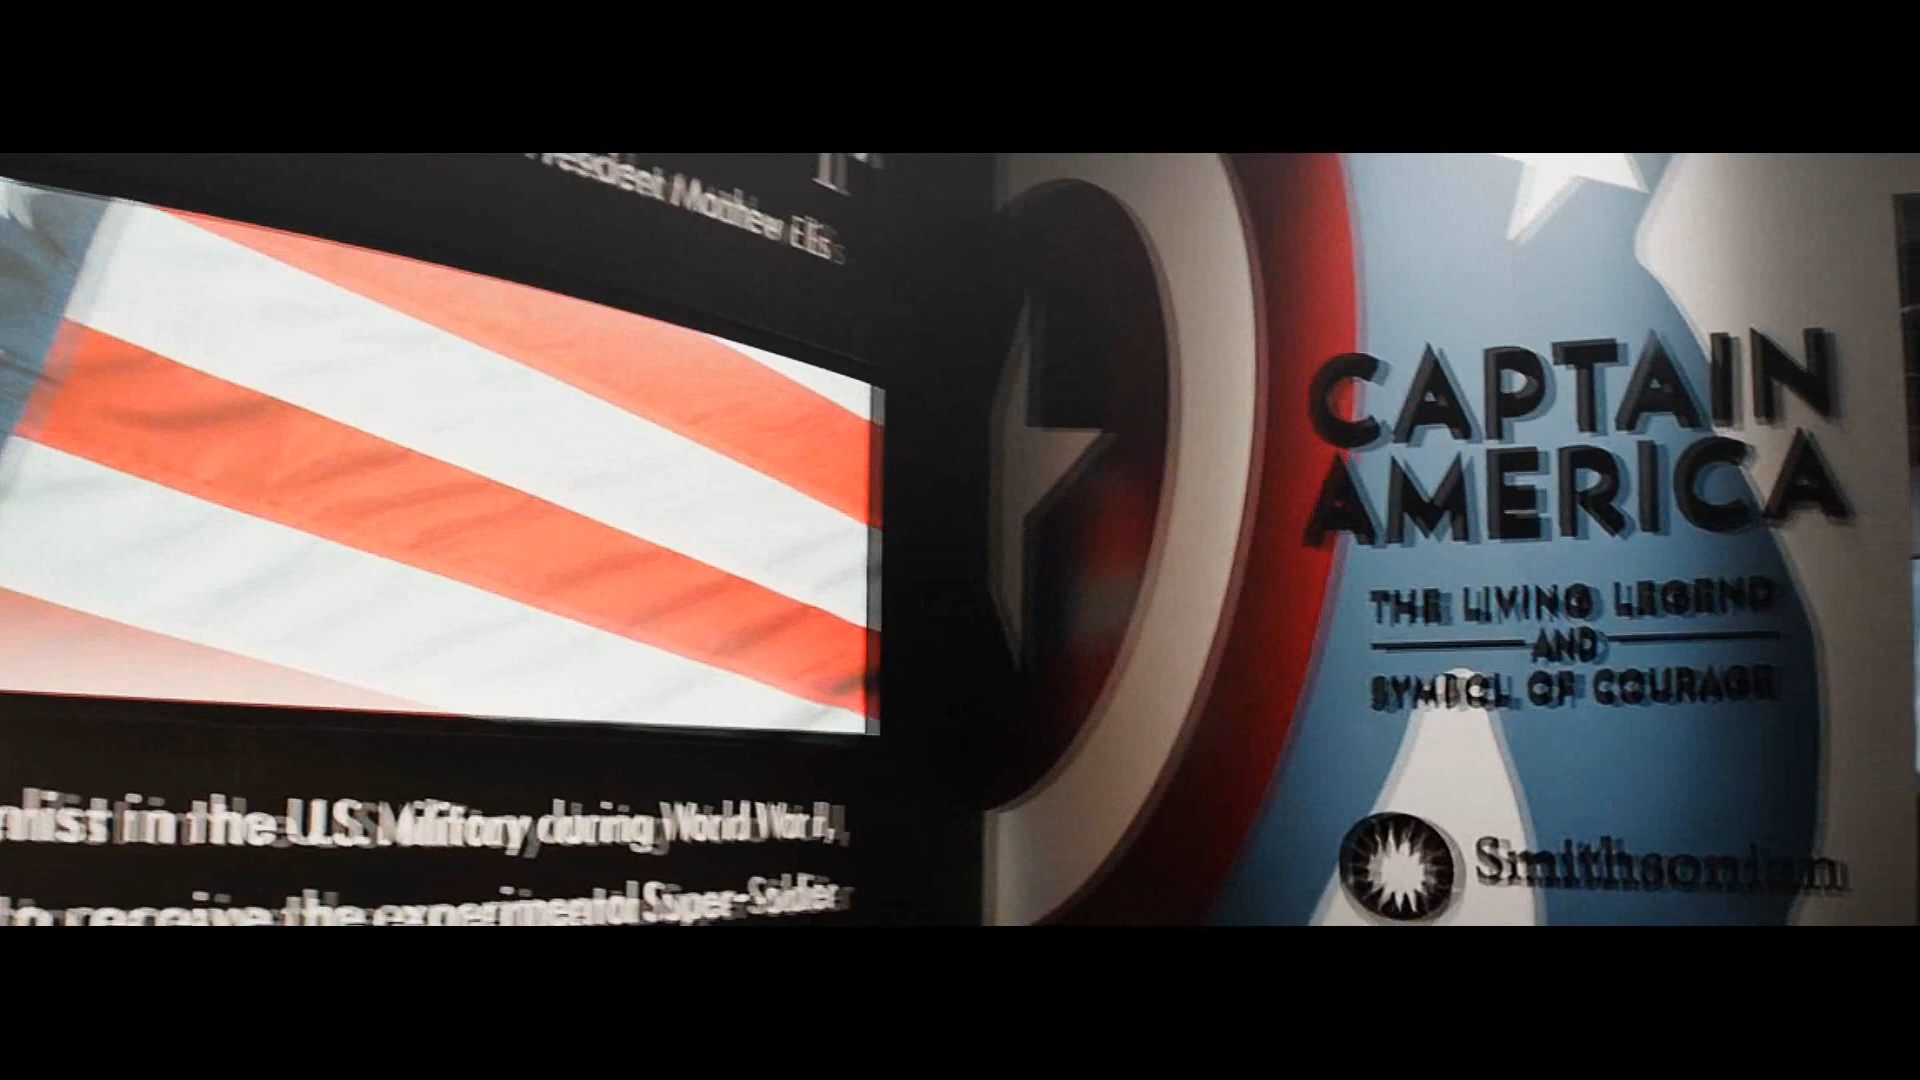 President Matthew Ellis
in the U.S. Military during World War II,
to receive the experimental Super-Soldier
CAPTAIN
AMERICA
THE LIVING LEGEND
AND
SYMBOL OF COURAGE
Smithsonian